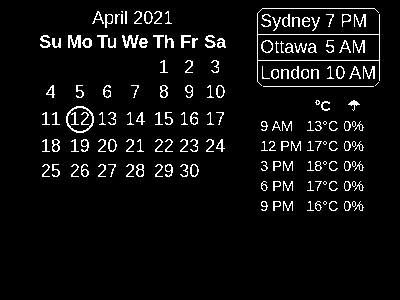 April 2021
Su Mo Tu We Th Fr Sa
1 2 3
4 5 6 7 8 9 10
11 12 13 14 15 16 17
18 19 20 21 22 23 24
25 26 27 28 29 30
Sydney 7 PM
Ottawa 5 AM
London 10 AM
°C ☂
9 AM 13°C 0%
12 PM 17°C 0%
3 PM 18°C 0%
6 PM 17°C 0%
9 PM 16°C 0%